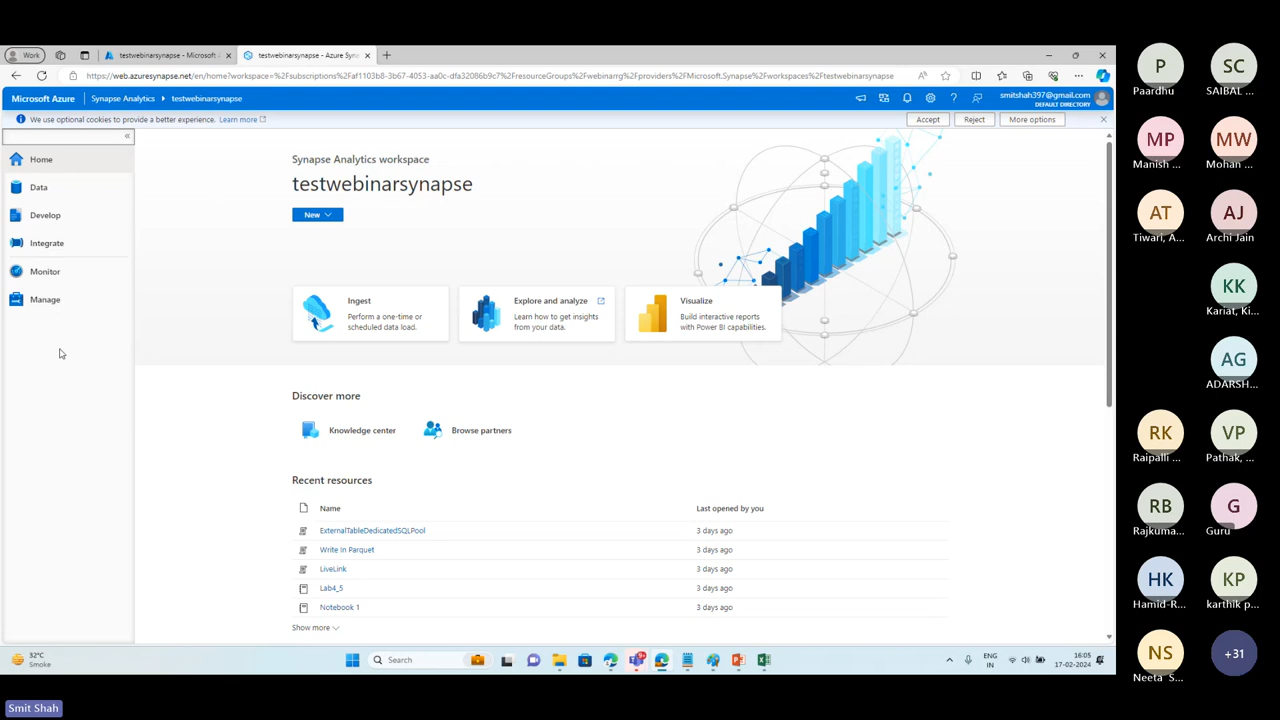 Work
testwebinarsynapse - Microsoft A
testwebinarsynapse - Azure Syna
https://web.azuresynapse.net/en/home?workspace=%2Fsubscriptions%2Faf1103b8-3b67-4053-aa0c-dfa32086b9c7%2FresourceGroups%2Fwebinarrg%2Fproviders%2FMicrosoft.Synapse%2Fworkspaces%2Ftestwebinarsynapse
Microsoft Azure
Synapse Analytics
testwebinarsynapse
smitshah397@gmail.com
DEFAULT DIRECTORY
We use optional cookies to provide a better experience. Learn more
Accept
Reject
More options
Home
Data
Develop
Integrate
Monitor
Manage
Synapse Analytics workspace
testwebinarsynapse
New
Ingest
Perform a one-time or
scheduled data load.
Explore and analyze
Learn how to get insights
from your data.
Visualize
Build interactive reports
with Power BI capabilities.
Discover more
Knowledge center
Browse partners
Recent resources
Name
Last opened by you
ExternalTableDedicatedSQLPool
3 days ago
Write In Parquet
3 days ago
LiveLink
3 days ago
Lab4_5
3 days ago
Notebook 1
3 days ago
Show more
32°C
Smoke
Search
ENG
IN
16:05
17-02-2024
Smit Shah
P
Paardhu
SC
SAIBAL ...
MP
Manish ...
MW
Mohan ...
AT
Tiwari, A...
AJ
Archi Jain
KK
Kariat, Ki...
AG
ADARSH...
RK
Raipalli ...
VP
Pathak, ...
RB
Rajkuma...
G
Guru
HK
Hamid-R...
KP
karthik p...
NS
Neeta S...
+31